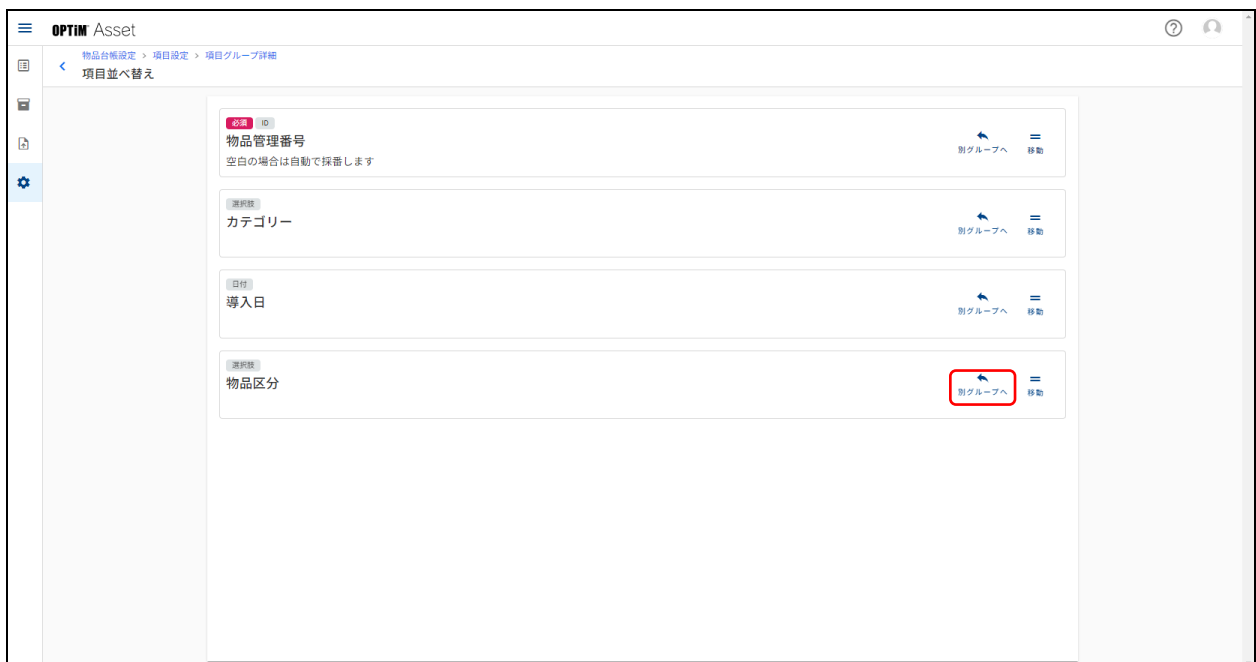 OPTiM Asset
物品台帳設定 > 項目設定 > 項目グループ詳細
項目並べ替え
必須 ID
物品管理番号
空白の場合は自動で採番します
別グループへ 移動
選択肢
カテゴリー
別グループへ 移動
日付
導入日
別グループへ 移動
選択肢
物品区分
別グループへ 移動